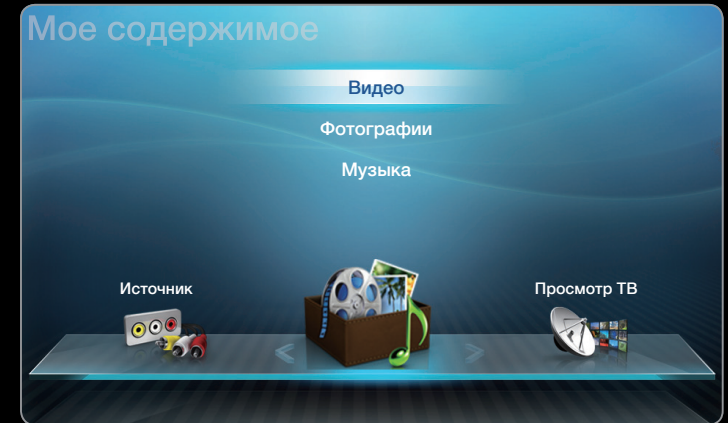 Мое содержимое
Видео
Фотографии
Музыка
Источник
Просмотр ТВ